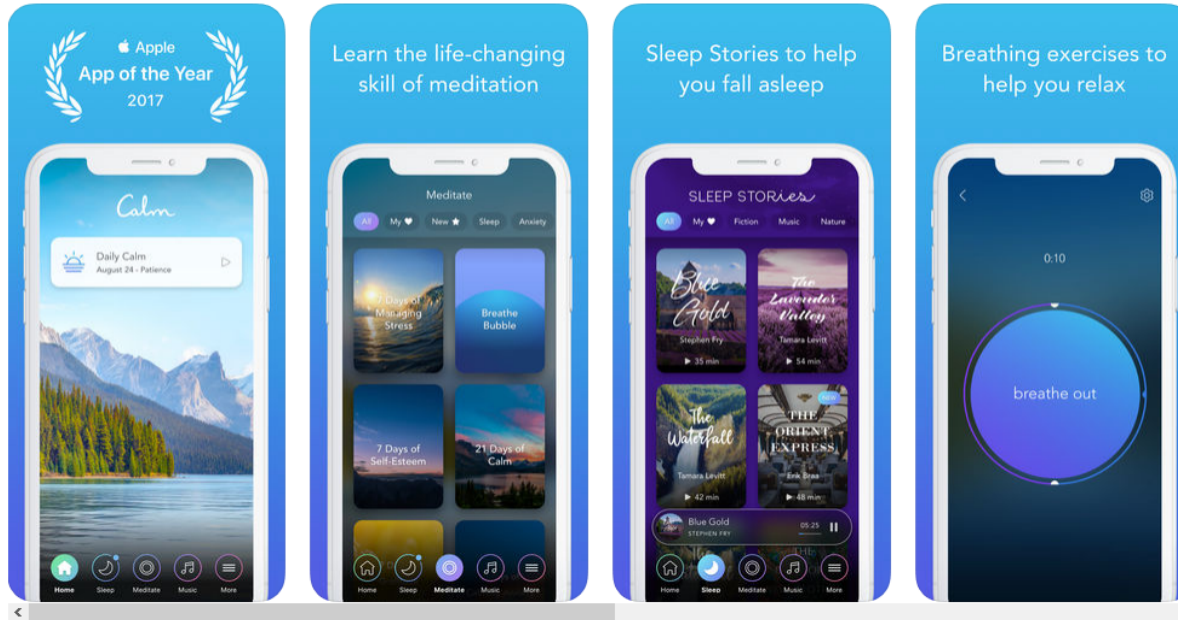 Apple
App of the Year
2017
Calm
Daily Calm
August 24 - Patience
Home Sleep Meditate Music More
Learn the life-changing
skill of meditation
Meditate
All My New Sleep Anxiety
7 Days of
Managing
Stress
Breathe
Bubble
7 Days of
Self-Esteem
21 Days of
Calm
Home Sleep Meditate Music More
Sleep Stories to help
you fall asleep
SLEEP STORies
All My Fiction Music Nature
Blue
Gold
Stephen Fry
35 min
The
Lavender
Valley
Tamara Levitt
54 min
The
Waterfall
Tamara Levitt
42 min
NEW
THE
ORIENT
EXPRESS
Erik Braa
48 min
Blue Gold
STEPHEN FRY
05:25
Home Sleep Meditate Music More
Breathing exercises to
help you relax
0:10
breathe out